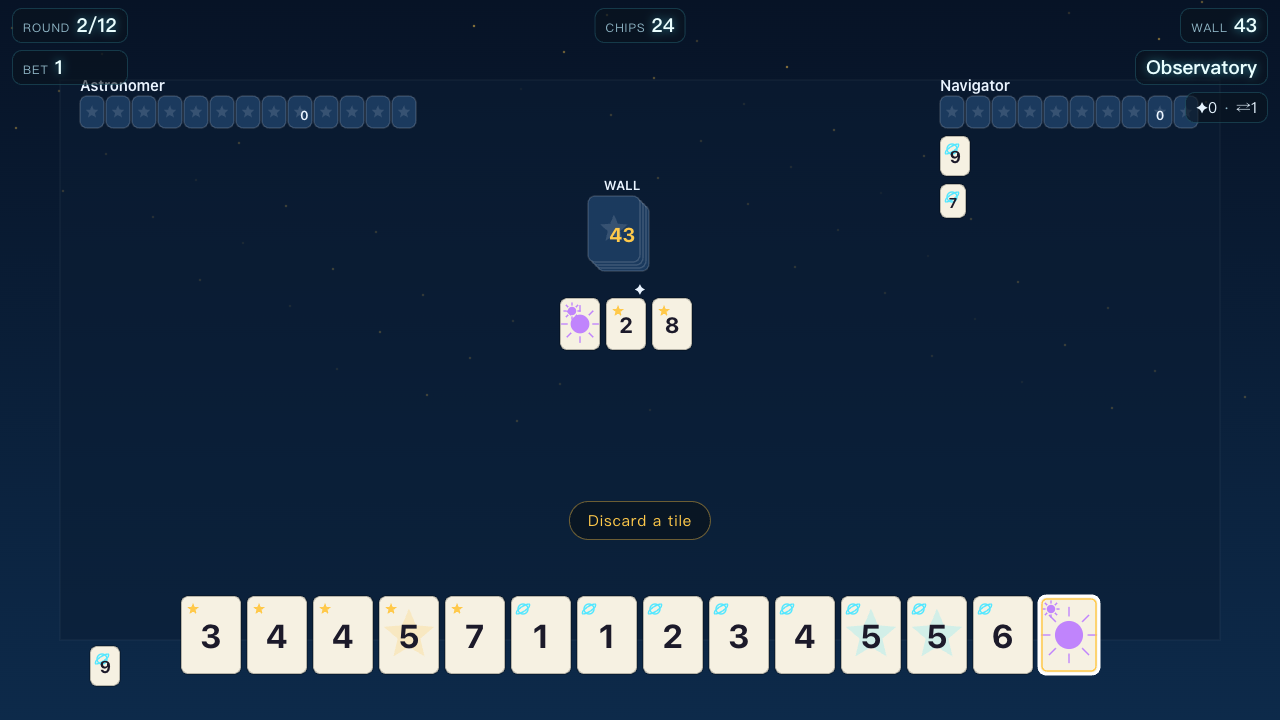 ROUND 2/12
CHIPS 24
WALL 43
BET 1
Observatory
Astronomer
Navigator
✦0 · ⇄1
0
0
9
7
WALL
43
✦
2 8
Discard a tile
3 4 4 5 7 1 1 2 3 4 5 5 6
9